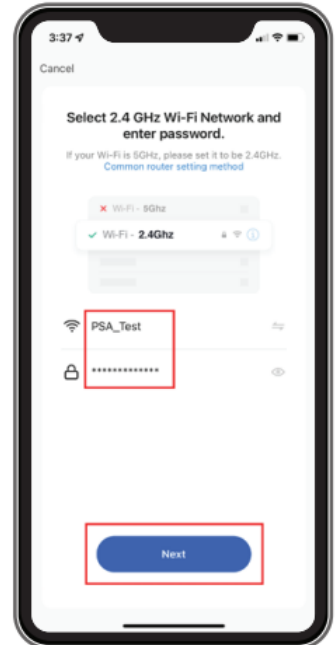 3:37
Cancel
Select 2.4 GHz Wi-Fi Network and
enter password.
If your Wi-Fi is 5GHz, please set it to be 2.4GHz.
Common router setting method
Wi-Fi - 5Ghz
Wi-Fi - 2.4Ghz
PSA_Test
*************
Next